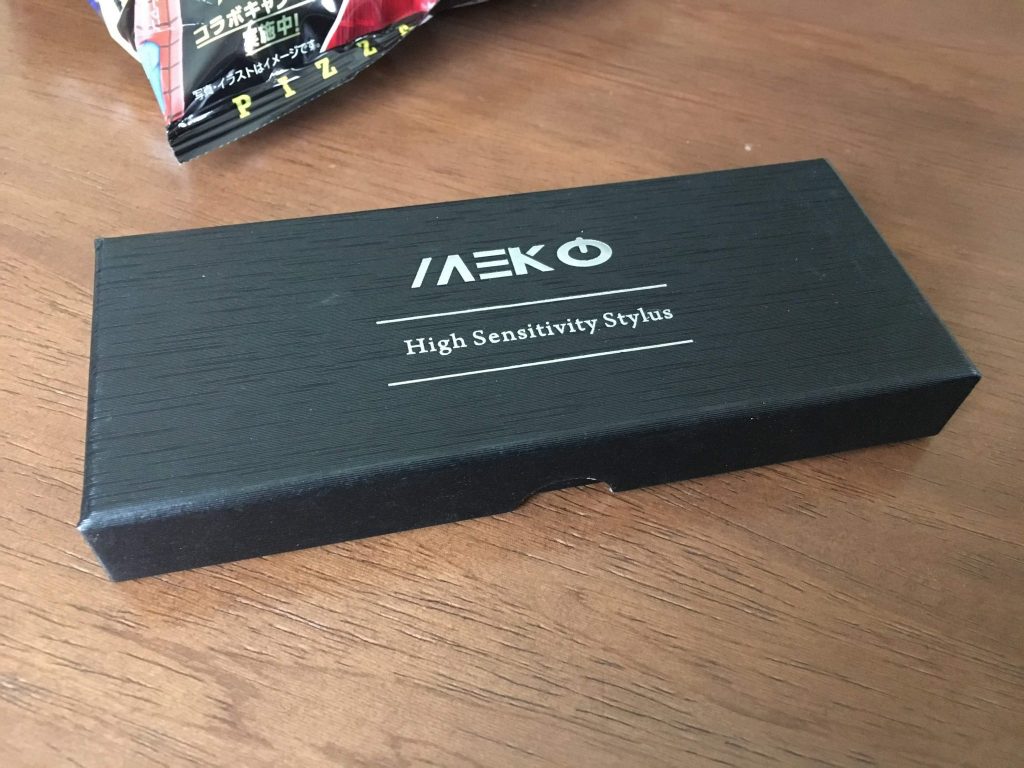 コラボキャン
実施中!
写真・イラストはイメージです
PIZZ
MEKO
High Sensitivity Stylus